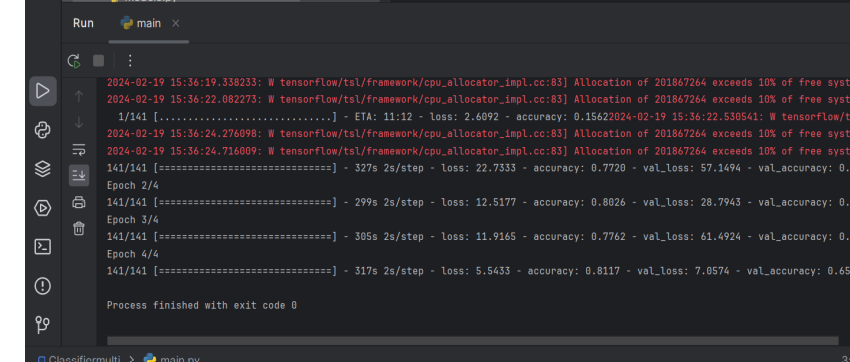 Run main
2024-02-19 15:36:19.338233: W tensorflow/tsl/framework/cpu_allocator_impl.cc:83] Allocation of 201867264 exceeds 10% of free syst
2024-02-19 15:36:22.082273: W tensorflow/tsl/framework/cpu_allocator_impl.cc:83] Allocation of 201867264 exceeds 10% of free syst
1/141 [..............................] - ETA: 11:12 - loss: 2.6092 - accuracy: 0.15622024-02-19 15:36:22.530541: W tensorflow/t
2024-02-19 15:36:24.276098: W tensorflow/tsl/framework/cpu_allocator_impl.cc:83] Allocation of 201867264 exceeds 10% of free syst
2024-02-19 15:36:24.716009: W tensorflow/tsl/framework/cpu_allocator_impl.cc:83] Allocation of 201867264 exceeds 10% of free syst
141/141 [==============================] - 327s 2s/step - loss: 22.7333 - accuracy: 0.7720 - val_loss: 57.1494 - val_accuracy: 0.
Epoch 2/4
141/141 [==============================] - 299s 2s/step - loss: 12.5177 - accuracy: 0.8026 - val_loss: 28.7943 - val_accuracy: 0.
Epoch 3/4
141/141 [==============================] - 305s 2s/step - loss: 11.9165 - accuracy: 0.7762 - val_loss: 61.4924 - val_accuracy: 0.
Epoch 4/4
141/141 [==============================] - 317s 2s/step - loss: 5.5433 - accuracy: 0.8117 - val_loss: 7.0574 - val_accuracy: 0.65
Process finished with exit code 0
Classifiermulti > main.py